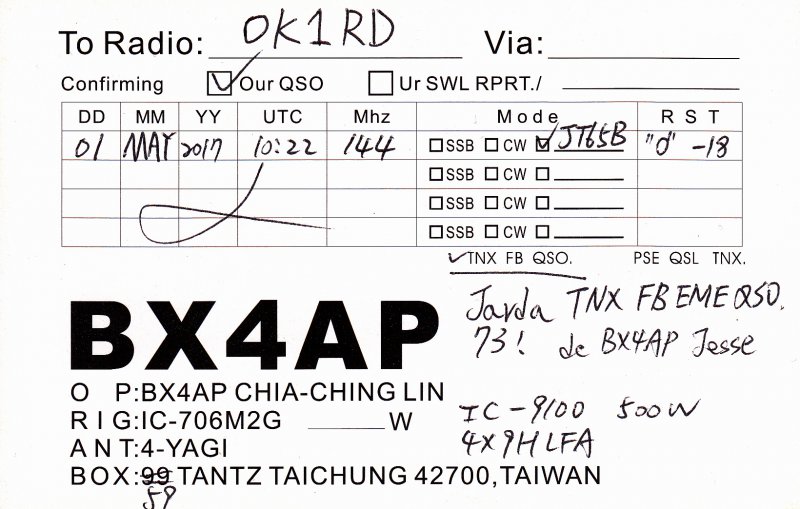 To Radio: OK1RD Via:
Confirming ☑ Our QSO ☐ Ur SWL RPRT./
DD MM YY UTC Mhz Mode R S T
01 MAY 2017 10:22 144 ☐SSB ☐CW ☑ JT65B "O" -18
☐SSB ☐CW ☐
☐SSB ☐CW ☐
☐SSB ☐CW ☐
✓TNX FB QSO. PSE QSL TNX.
Jarda TNX FB EME QSO.
73! de BX4AP Jesse
BX4AP
O P:BX4AP CHIA-CHING LIN
RIG:IC-706M2G W
IC-9100 500W
ANT:4-YAGI
4X9H LFA
BOX:99 TANTZ TAICHUNG 42700,TAIWAN
59